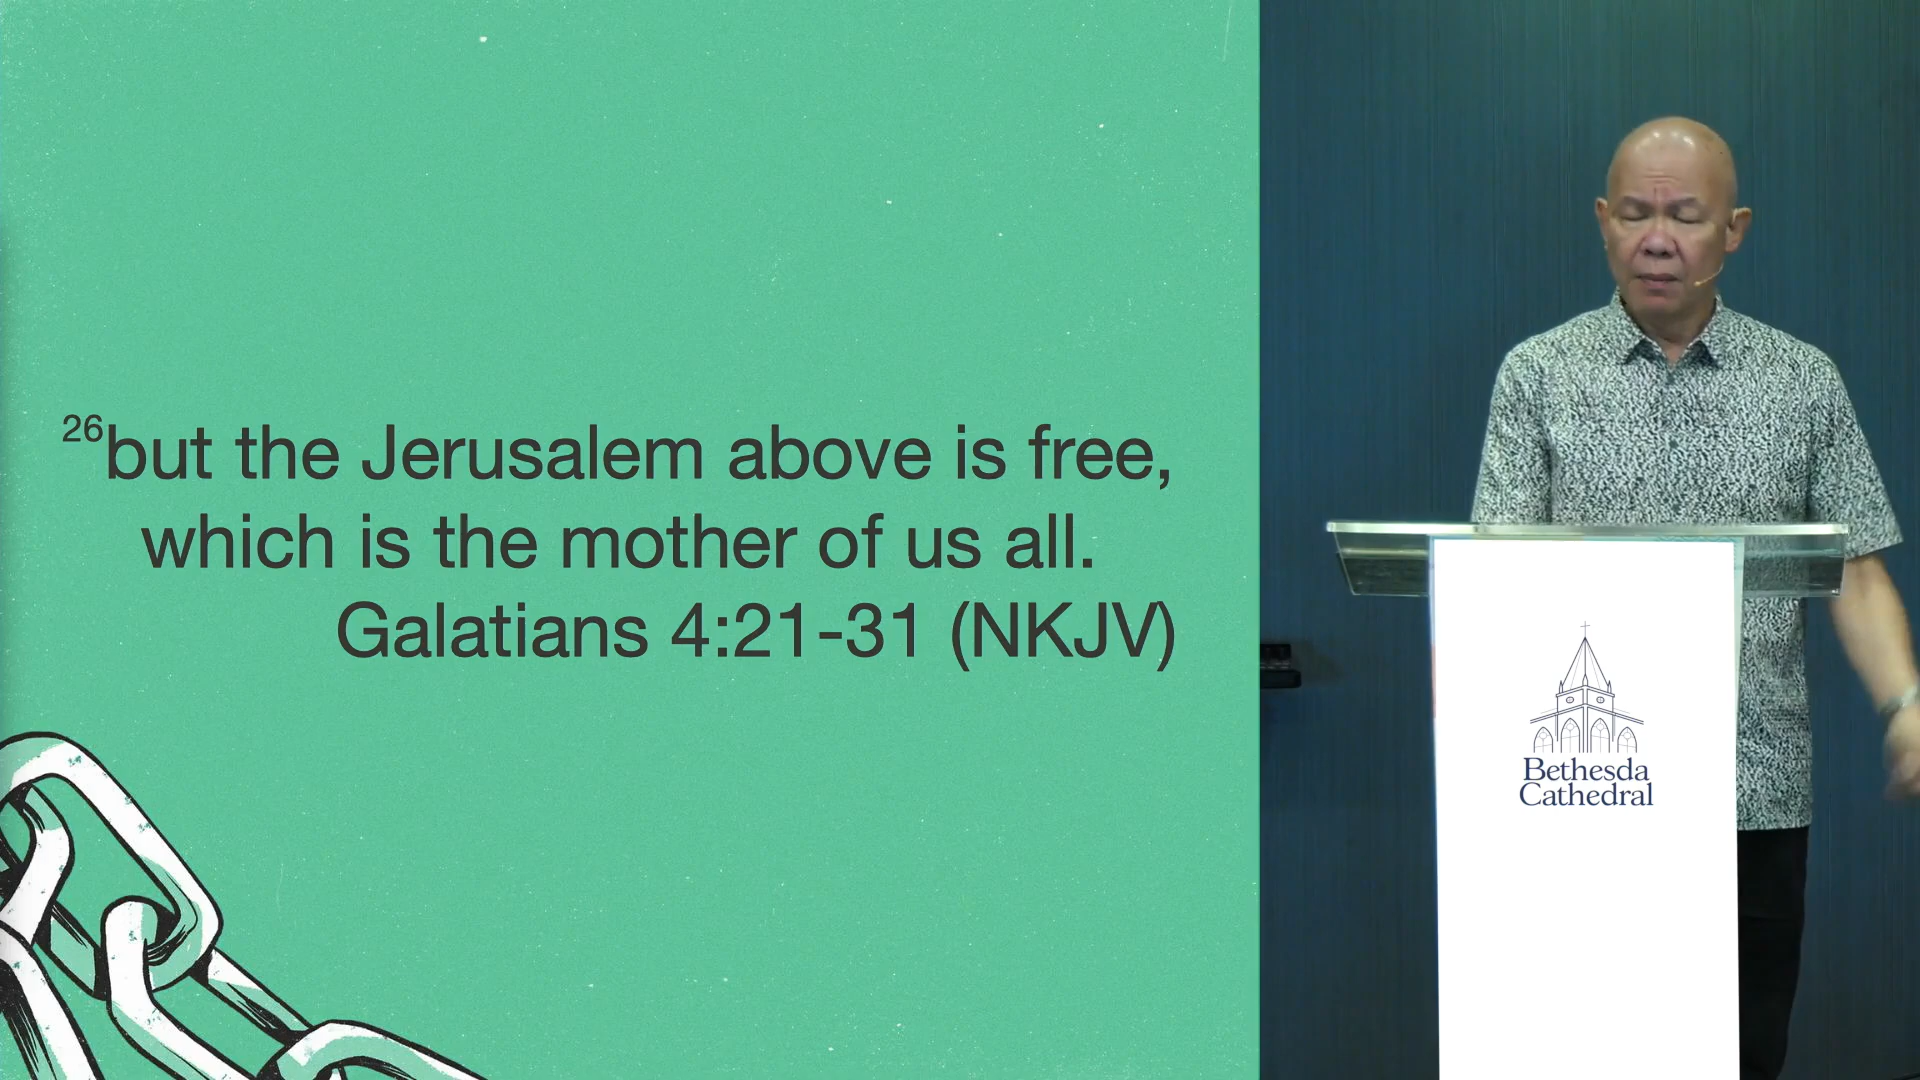 26but the Jerusalem above is free,
which is the mother of us all.
Galatians 4:21-31 (NKJV)
Bethesda
Cathedral